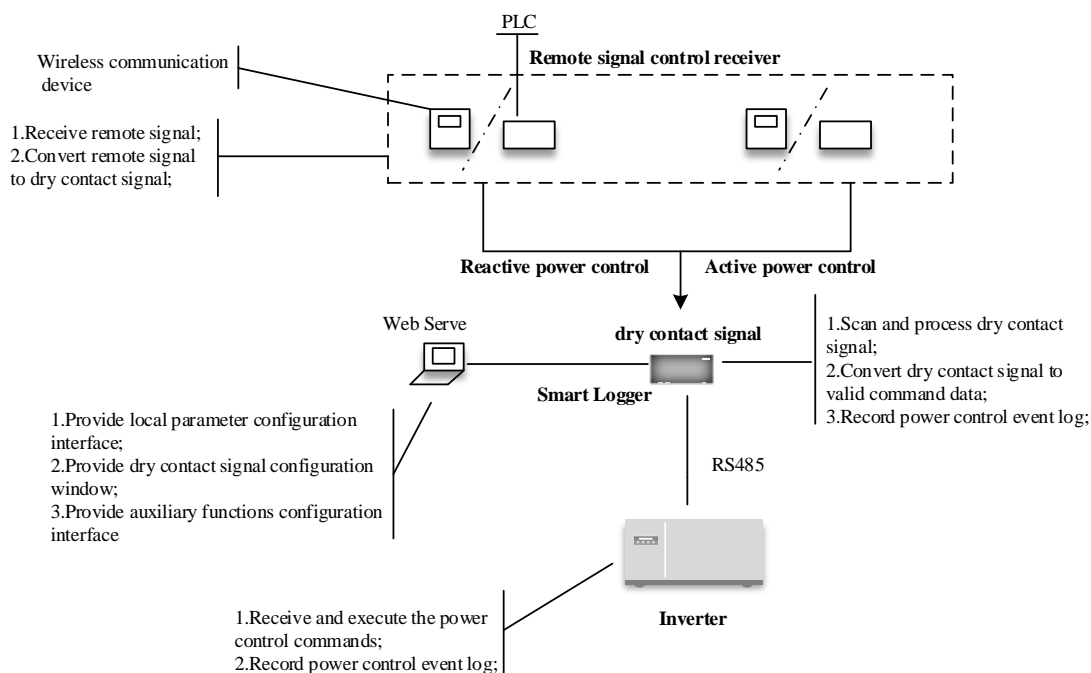 PLC
Wireless communication
device
Remote signal control receiver
1.Receive remote signal;
2.Convert remote signal
to dry contact signal;
Reactive power control
Active power control
Web Serve
dry contact signal
Smart Logger
1.Scan and process dry contact
signal;
2.Convert dry contact signal to
valid command data;
3.Record power control event log;
1.Provide local parameter configuration
interface;
2.Provide dry contact signal configuration
window;
3.Provide auxiliary functions configuration
interface
RS485
Inverter
1.Receive and execute the power
control commands;
2.Record power control event log;